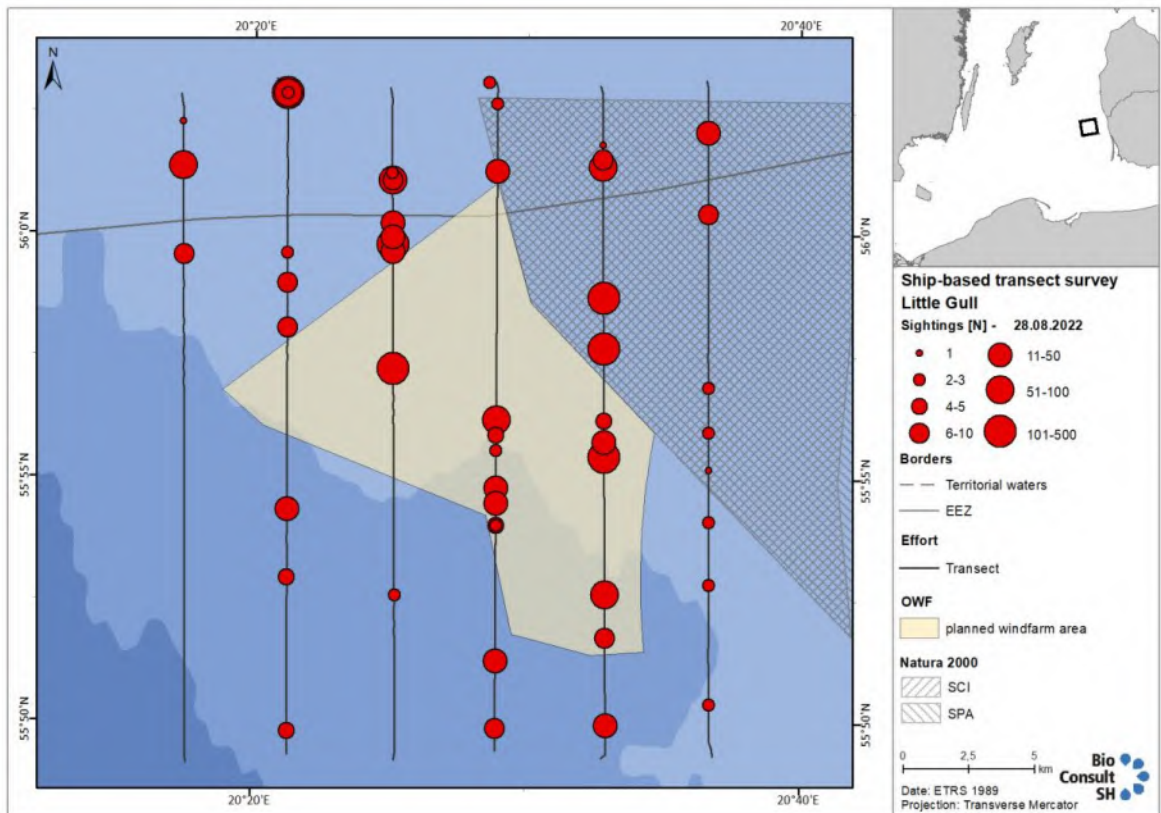 20°20'E
20°40'E
N
56°0'N
56°0'N
55°55'N
55°55'N
55°50'N
55°50'N
20°20'E
20°40'E
Ship-based transect survey
Little Gull
Sightings [N] - 28.08.2022
1
11-50
2-3
51-100
4-5
6-10
101-500
Borders
Territorial waters
EEZ
Effort
Transect
OWF
planned windfarm area
Natura 2000
SCI
SPA
0 2,5 5
km
Date: ETRS 1989
Projection: Transverse Mercator
Bio
Consult
SH